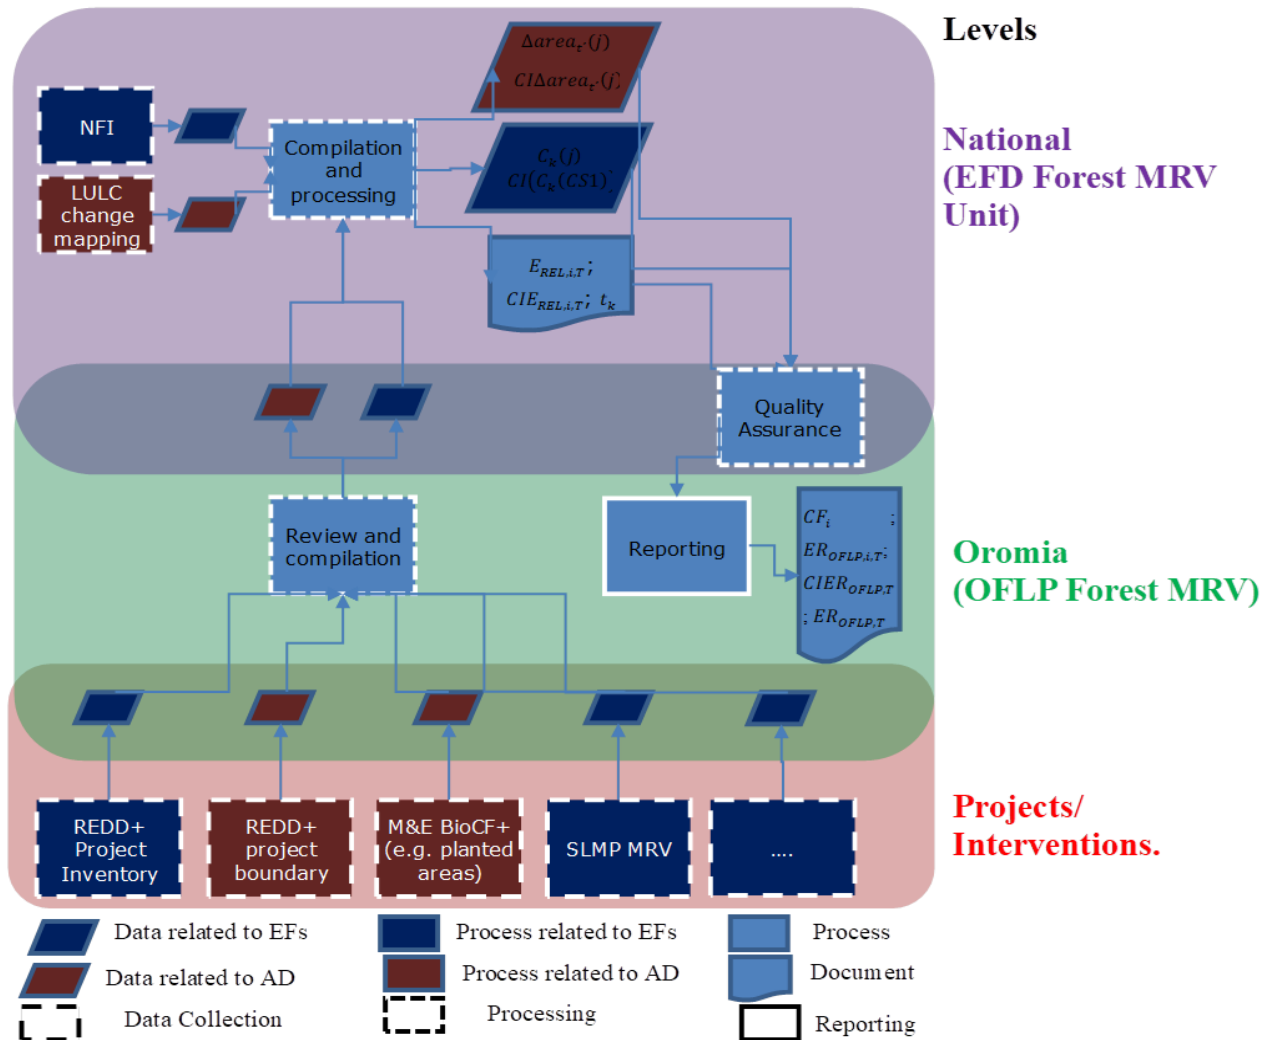 Levels
National
(EFD Forest MRV
Unit)
NFI
LULC
change
mapping
Compilation
and
processing
Δarea_t'(j)
CIΔarea_t'(j)
C_k(j)
CI(C_k(CS1)
E_REL,i,T ;
CIE_REL,i,T ; t_k
Quality
Assurance
Review and
compilation
Reporting
CF_i ;
ER_OFLP,i,T;
CIER_OFLP,T
; ER_OFLP,T
Oromia
(OFLP Forest MRV)
REDD+
Project
Inventory
REDD+
project
boundary
M&E BioCF+
(e.g. planted
areas)
SLMP MRV
....
Projects/
Interventions.
Data related to EFs
Process related to EFs
Process
Data related to AD
Process related to AD
Document
Data Collection
Processing
Reporting